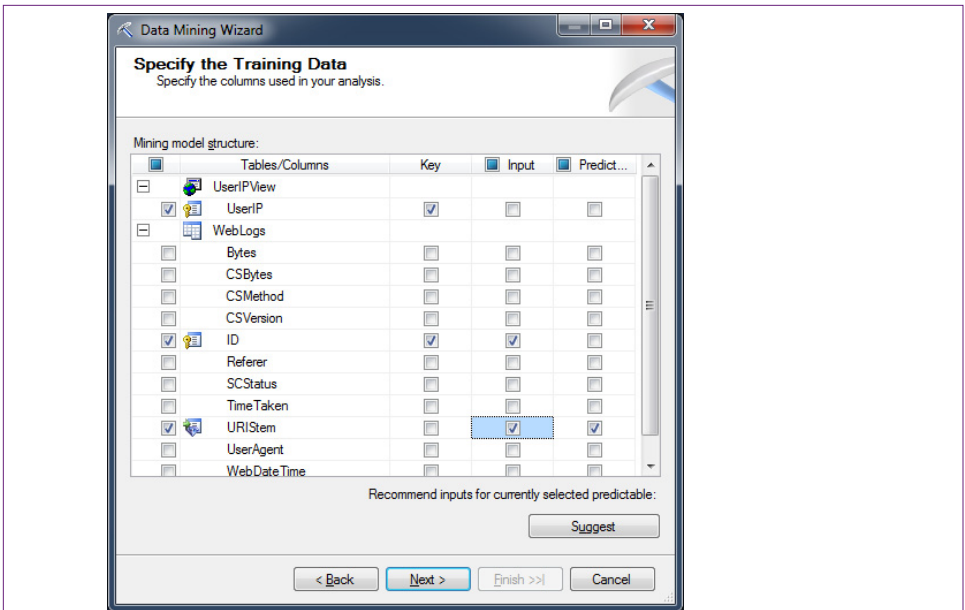 Data Mining Wizard
Specify the Training Data
Specify the columns used in your analysis.
Mining model structure:
Tables/Columns Key Input Predict...
UserIPView
UserIP
WebLogs
Bytes
CSBytes
CSMethod
CSVersion
ID
Referer
SCStatus
TimeTaken
URIStem
UserAgent
WebDateTime
Recommend inputs for currently selected predictable:
Suggest
< Back Next > Finish >>| Cancel